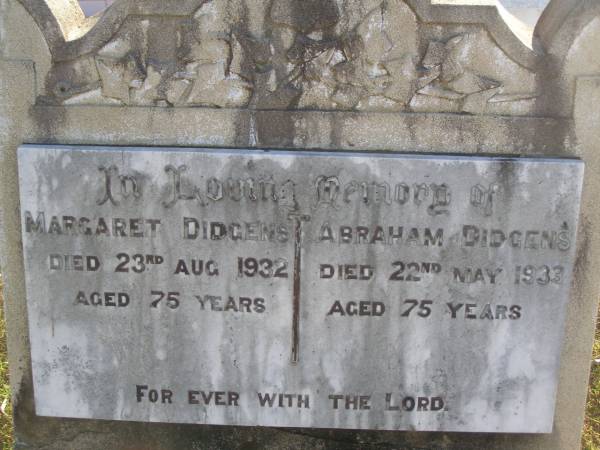 In Loving Memory of
MARGARET DIDGENS
DIED 23RD AUG 1932
AGED 75 YEARS
ABRAHAM DIDGENS
DIED 22ND MAY 1933
AGED 75 YEARS
FOR EVER WITH THE LORD.